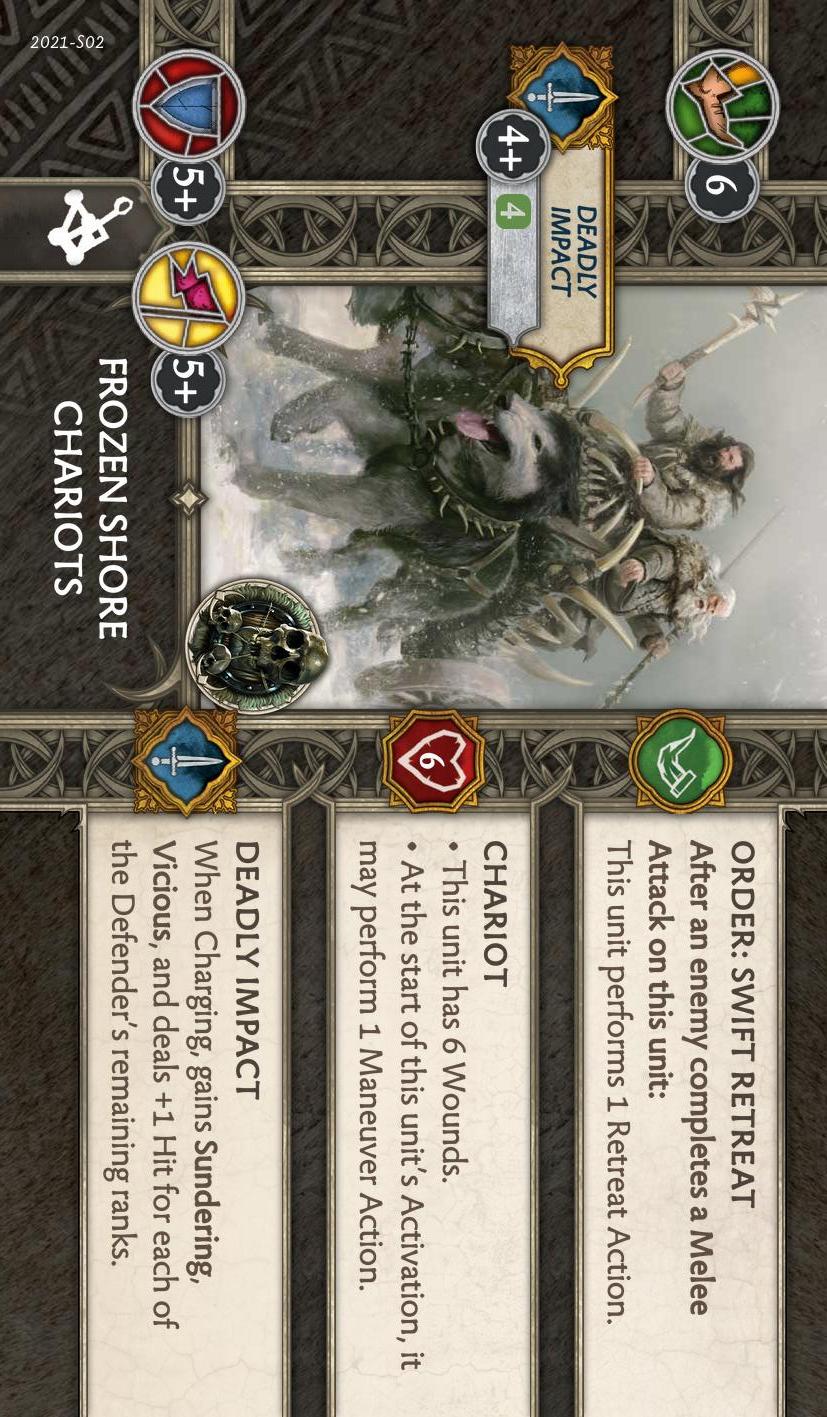 6
DEADLY
IMPACT
4+
4
5+
5+
FROZEN SHORE
CHARIOTS
2021-S02
ORDER: SWIFT RETREAT
After an enemy completes a Melee
Attack on this unit:
This unit performs 1 Retreat Action.
6
CHARIOT
• This unit has 6 Wounds.
• At the start of this unit's Activation, it
may perform 1 Maneuver Action.
DEADLY IMPACT
When Charging, gains Sundering,
Vicious, and deals +1 Hit for each of
the Defender's remaining ranks.